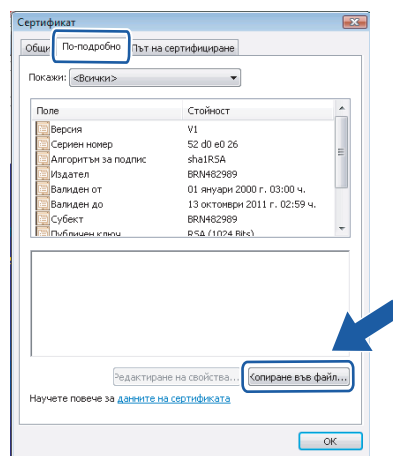 Сертификат
Общи По-подробно Път на сертифициране
Покажи: <Всички>
Поле Стойност
Версия V1
Сериен номер 52 d0 e0 26
Алгоритъм за подпис sha1RSA
Издател BRN482989
Валиден от 01 януари 2000 г. 03:00 ч.
Валиден до 13 октомври 2011 г. 02:59 ч.
Субект BRN482989
Публичен ключ RSA (1024 Bits)
Редактиране на свойства... Копиране във файл...
Научете повече за данните на сертификата
OK